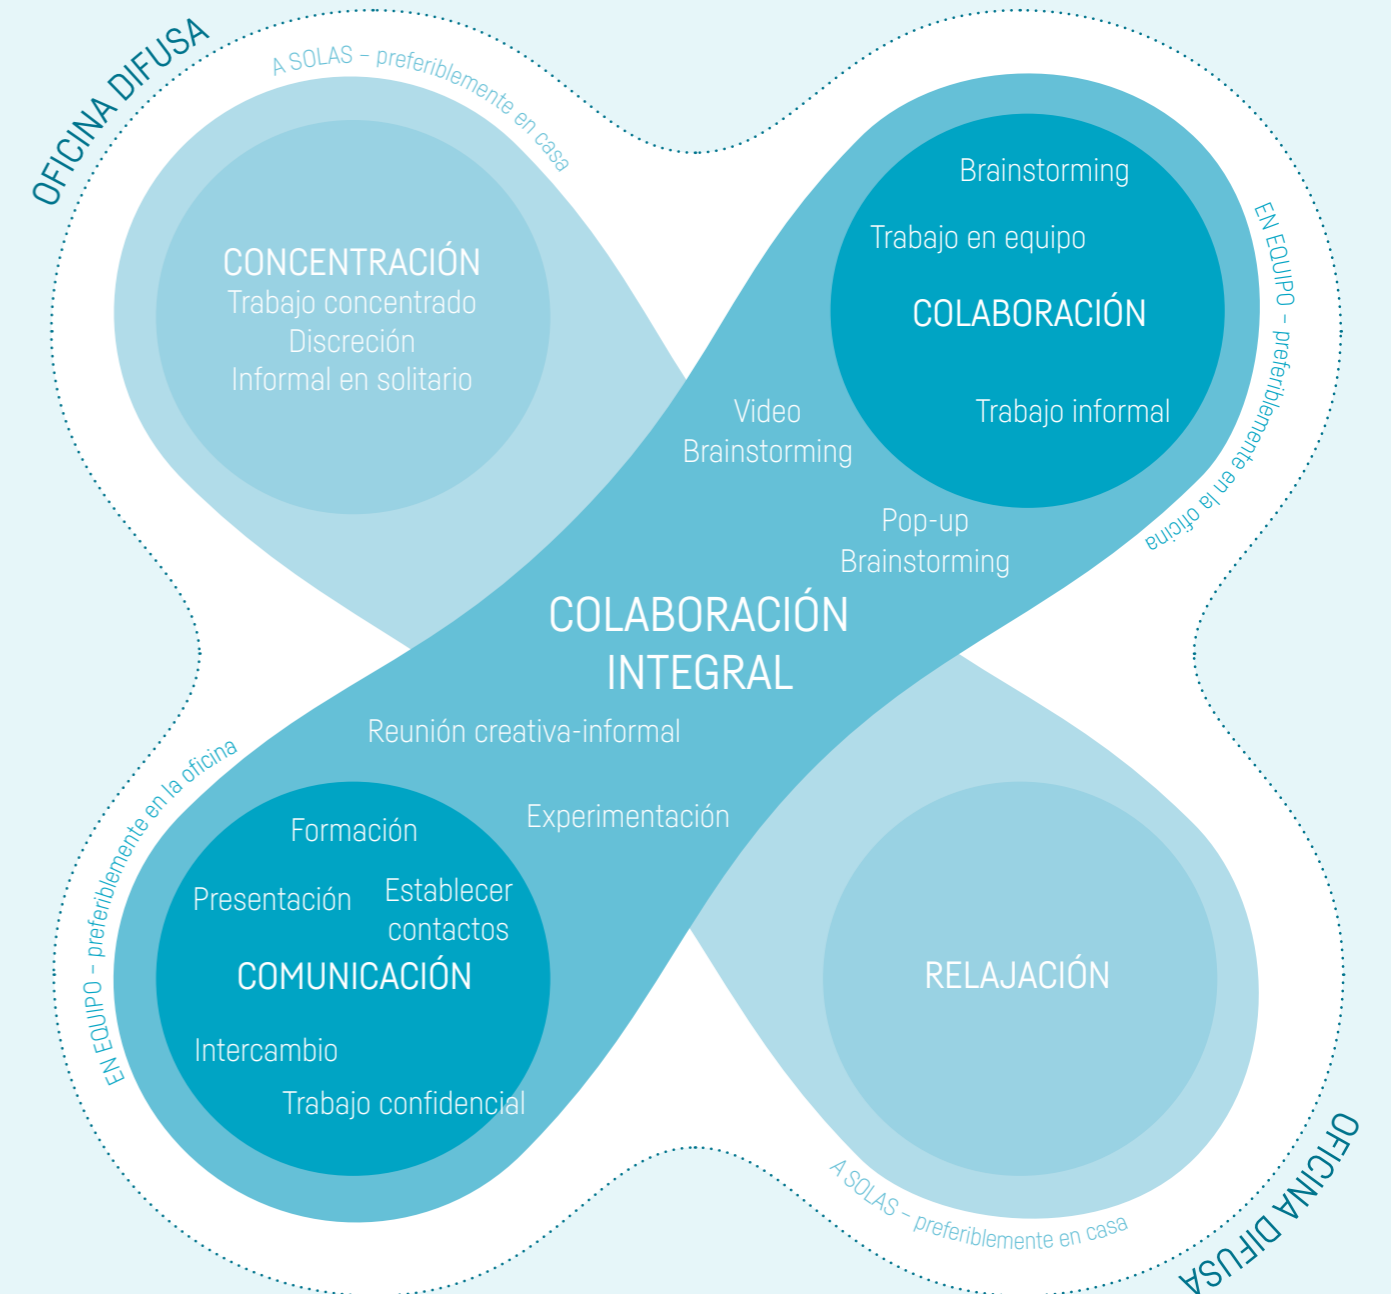 OFICINA DIFUSA
A SOLAS – preferiblemente en casa
CONCENTRACIÓN
Trabajo concentrado
Discreción
Informal en solitario
Brainstorming
Trabajo en equipo
COLABORACIÓN
Trabajo informal
EN EQUIPO – preferiblemente en la oficina
Video
Brainstorming
Pop-up
Brainstorming
COLABORACIÓN
INTEGRAL
Reunión creativa-informal
Experimentación
EN EQUIPO – preferiblemente en la oficina
Formación
Presentación
Establecer
contactos
COMUNICACIÓN
Intercambio
Trabajo confidencial
RELAJACIÓN
A SOLAS – preferiblemente en casa
OFICINA DIFUSA